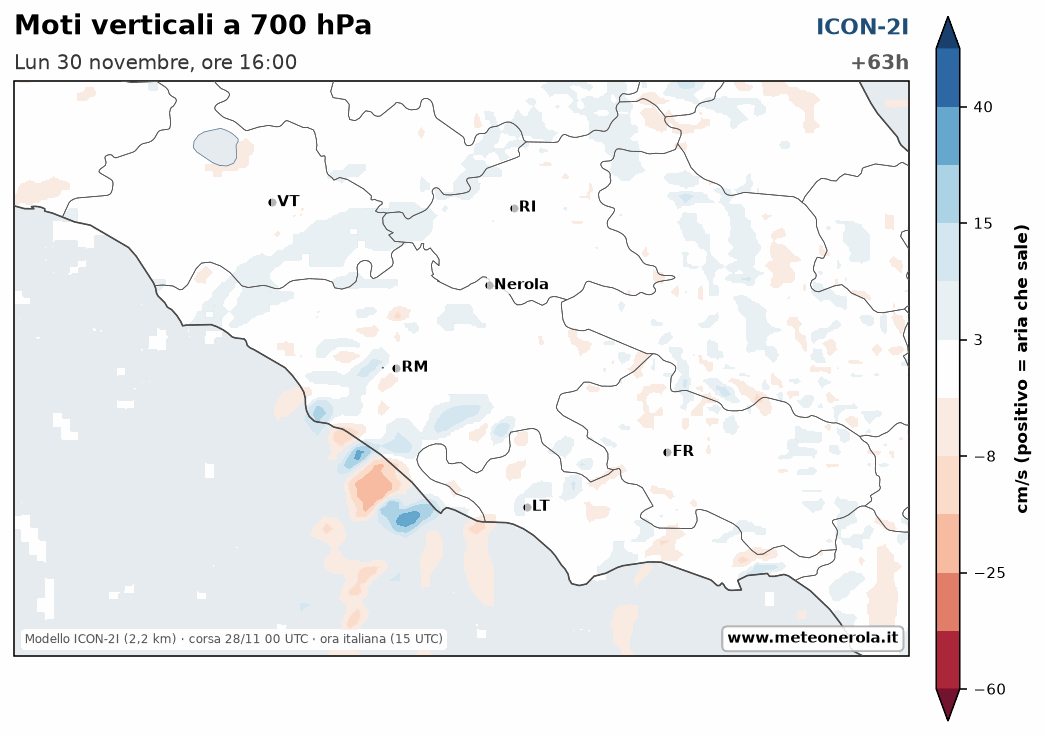 Moti verticali a 700 hPa
ICON-2I
Lun 30 novembre, ore 16:00
+63h
VT
RI
Nerola
RM
FR
LT
Modello ICON-2I (2,2 km) · corsa 28/11 00 UTC · ora italiana (15 UTC)
www.meteonerola.it
40
15
3
−8
−25
−60
cm/s (positivo = aria che sale)